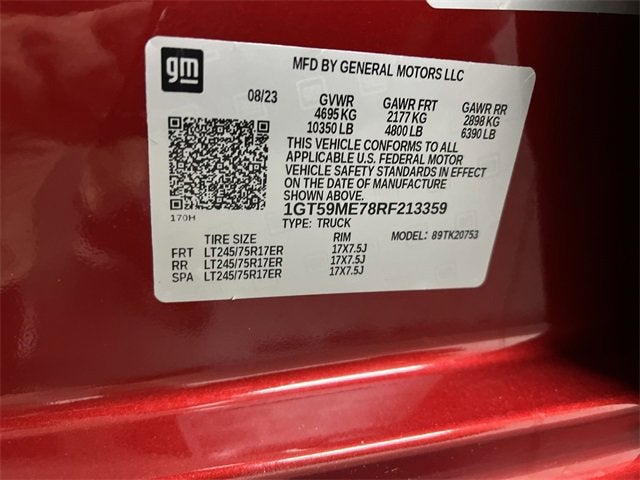 gm
MFD BY GENERAL MOTORS LLC
08/23 GVWR GAWR FRT GAWR RR
4695 KG 2177 KG 2898 KG
10350 LB 4800 LB 6390 LB
THIS VEHICLE CONFORMS TO ALL
APPLICABLE U.S. FEDERAL MOTOR
VEHICLE SAFETY STANDARDS IN EFFECT
ON THE DATE OF MANUFACTURE
SHOWN ABOVE.
170H
1GT59ME78RF213359
TYPE: TRUCK
MODEL: 89TK20753
TIRE SIZE RIM
FRT LT245/75R17ER 17X7.5J
RR LT245/75R17ER 17X7.5J
SPA LT245/75R17ER 17X7.5J